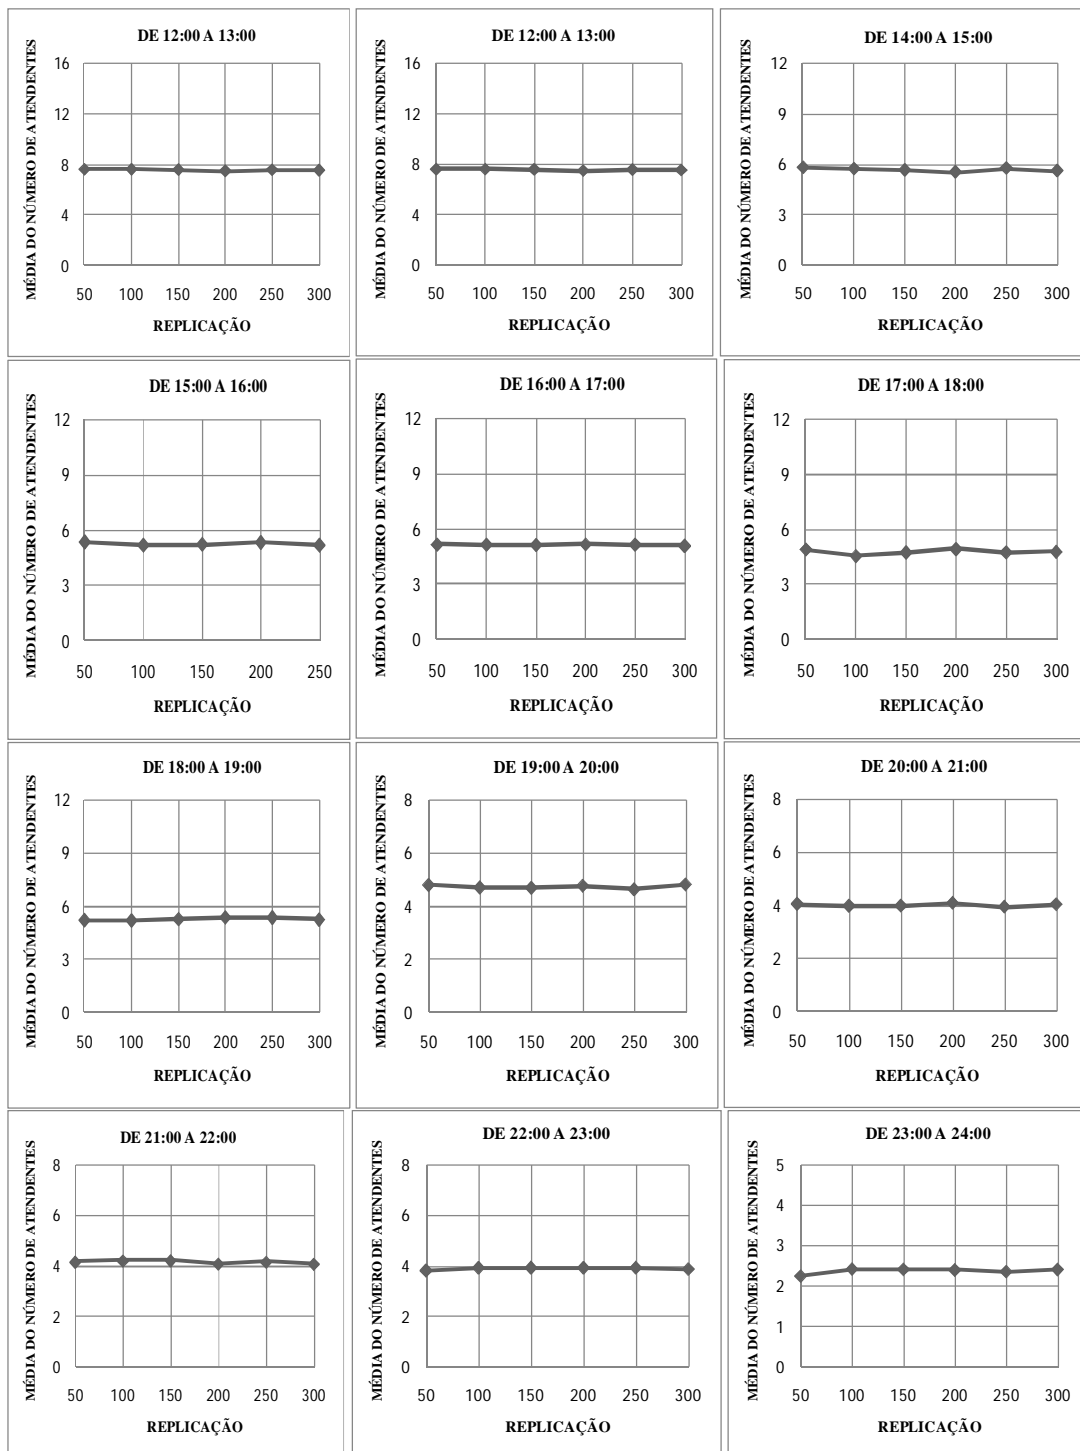 DE 12:00 A 13:00
MÉDIA DO NÚMERO DE ATENDENTES
16
12
8
4
0
50 100 150 200 250 300
REPLICAÇÃO
DE 12:00 A 13:00
MÉDIA DO NÚMERO DE ATENDENTES
16
12
8
4
0
50 100 150 200 250 300
REPLICAÇÃO
DE 14:00 A 15:00
MÉDIA DO NÚMERO DE ATENDENTES
12
9
6
3
0
50 100 150 200 250 300
REPLICAÇÃO
DE 15:00 A 16:00
MÉDIA DO NÚMERO DE ATENDENTES
12
9
6
3
0
50 100 150 200 250
REPLICAÇÃO
DE 16:00 A 17:00
MÉDIA DO NÚMERO DE ATENDENTES
12
9
6
3
0
50 100 150 200 250 300
REPLICAÇÃO
DE 17:00 A 18:00
MÉDIA DO NÚMERO DE ATENDENTES
12
9
6
3
0
50 100 150 200 250 300
REPLICAÇÃO
DE 18:00 A 19:00
MÉDIA DO NÚMERO DE ATENDENTES
12
9
6
3
0
50 100 150 200 250 300
REPLICAÇÃO
DE 19:00 A 20:00
MÉDIA DO NÚMERO DE ATENDENTES
8
6
4
2
0
50 100 150 200 250 300
REPLICAÇÃO
DE 20:00 A 21:00
MÉDIA DO NÚMERO DE ATENDENTES
8
6
4
2
0
50 100 150 200 250 300
REPLICAÇÃO
DE 21:00 A 22:00
MÉDIA DO NÚMERO DE ATENDENTES
8
6
4
2
0
50 100 150 200 250 300
REPLICAÇÃO
DE 22:00 A 23:00
MÉDIA DO NÚMERO DE ATENDENTES
8
6
4
2
0
50 100 150 200 250 300
REPLICAÇÃO
DE 23:00 A 24:00
MÉDIA DO NÚMERO DE ATENDENTES
5
4
3
2
1
0
50 100 150 200 250 300
REPLICAÇÃO